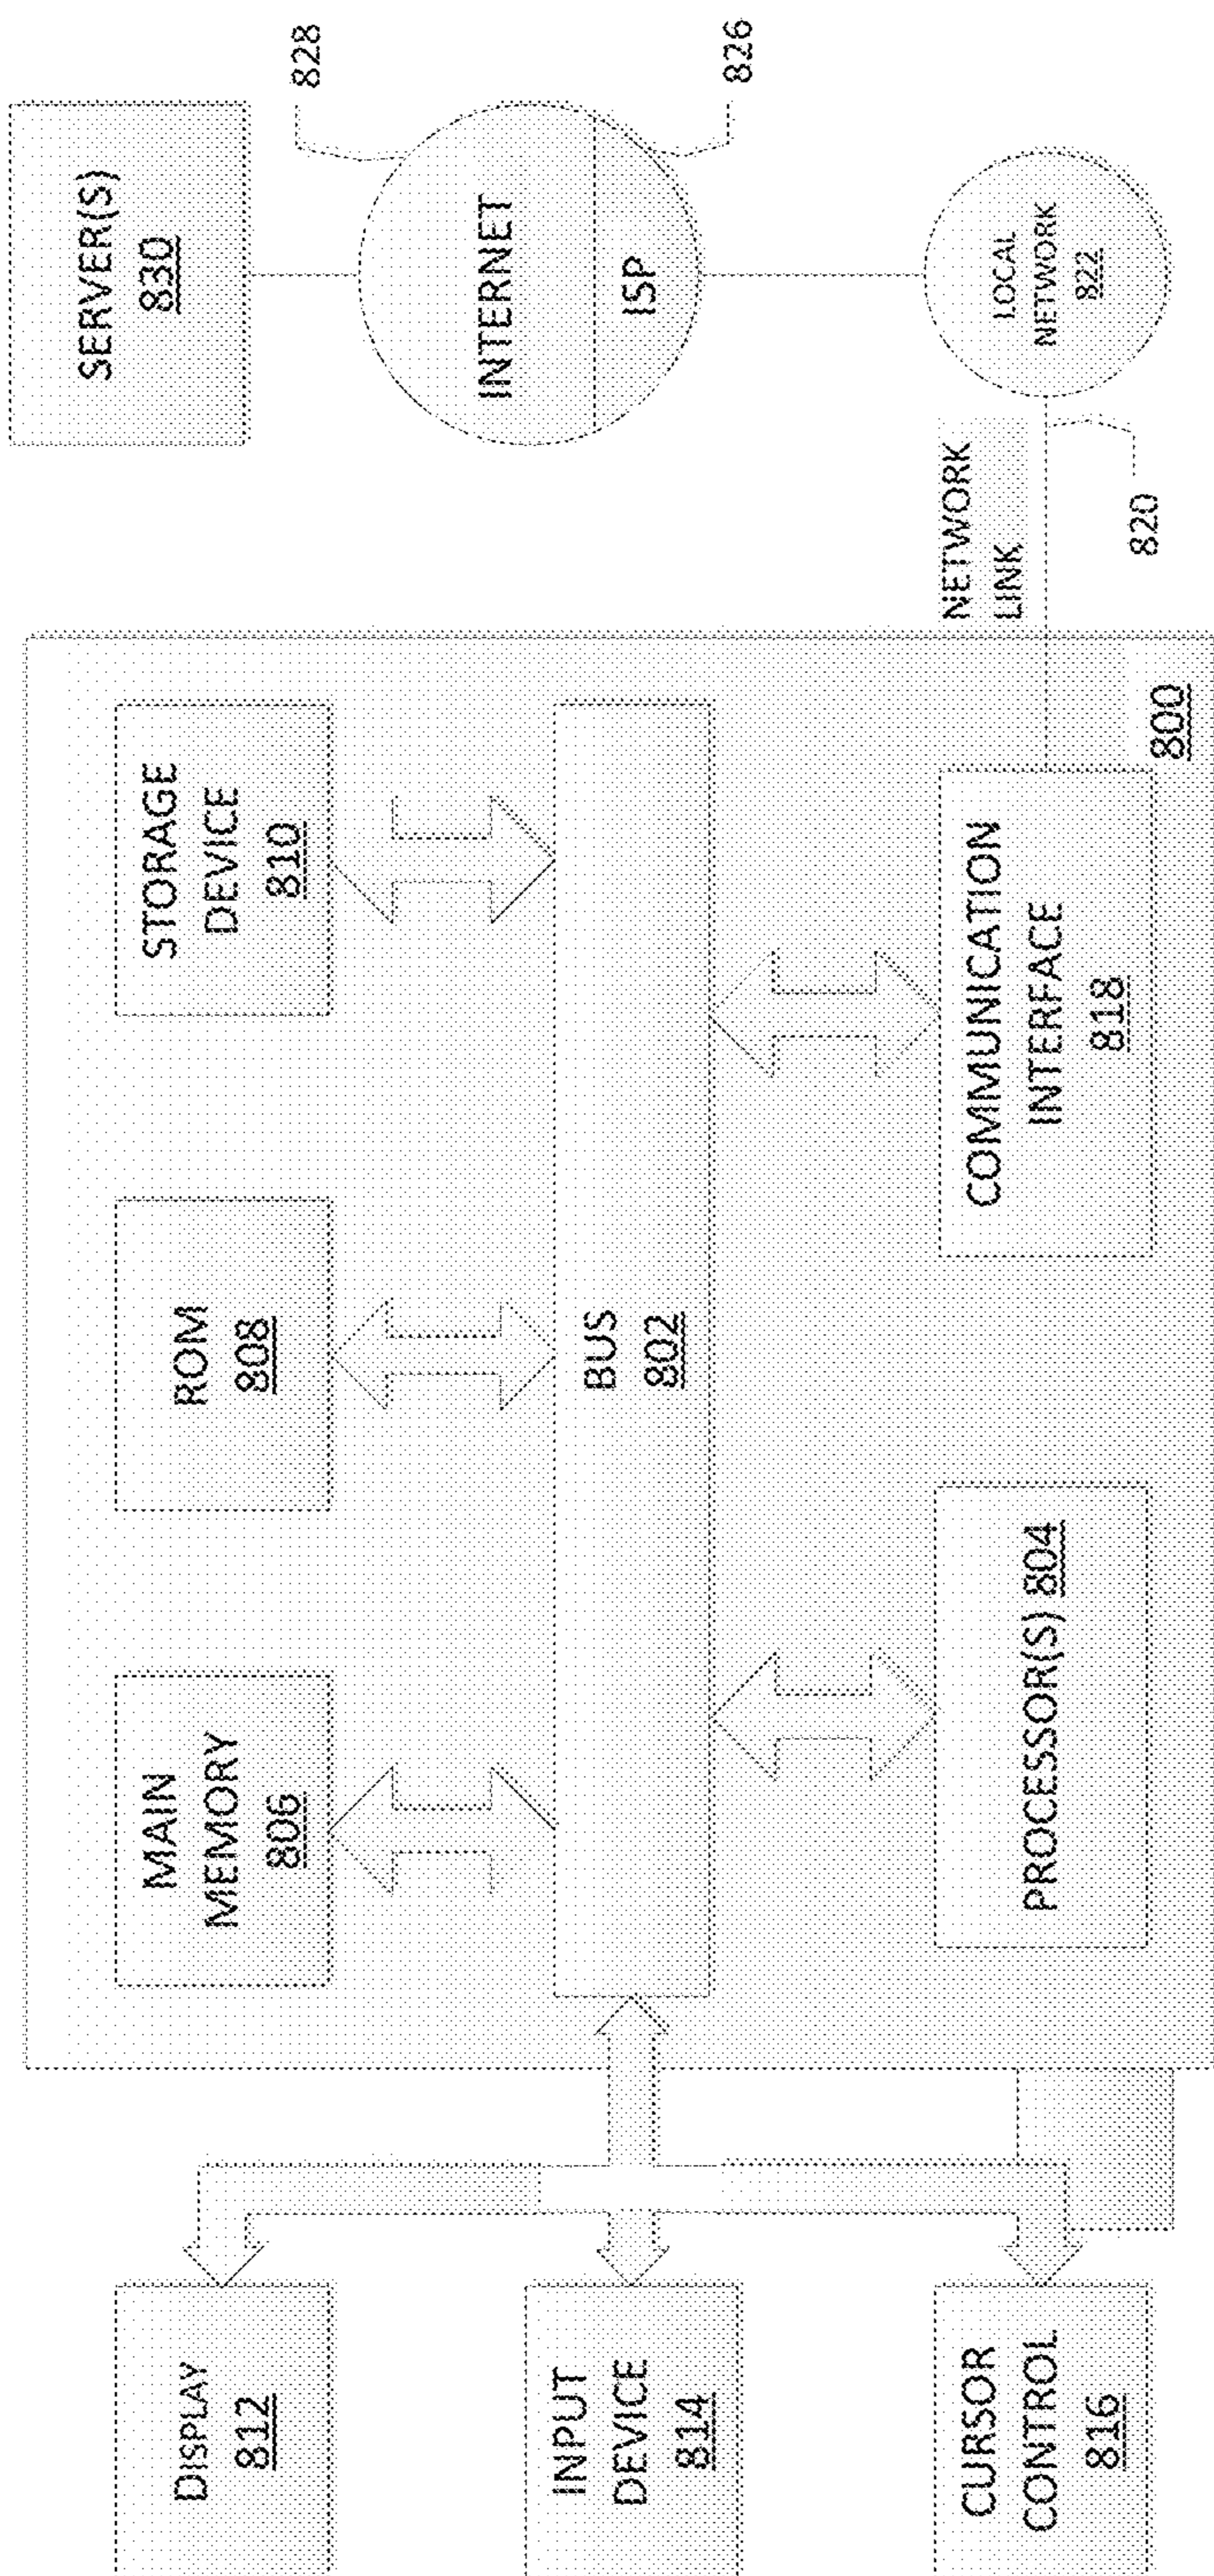 DISPLAY
812
INPUT
DEVICE
814
CURSOR
CONTROL
816
MAIN
MEMORY
806
ROM
808
STORAGE
DEVICE
810
BUS
802
PROCESSOR(S) 804
COMMUNICATION
INTERFACE
818
800
SERVER(S)
830
828
INTERNET
ISP
826
NETWORK
LINK
820
LOCAL
NETWORK
822